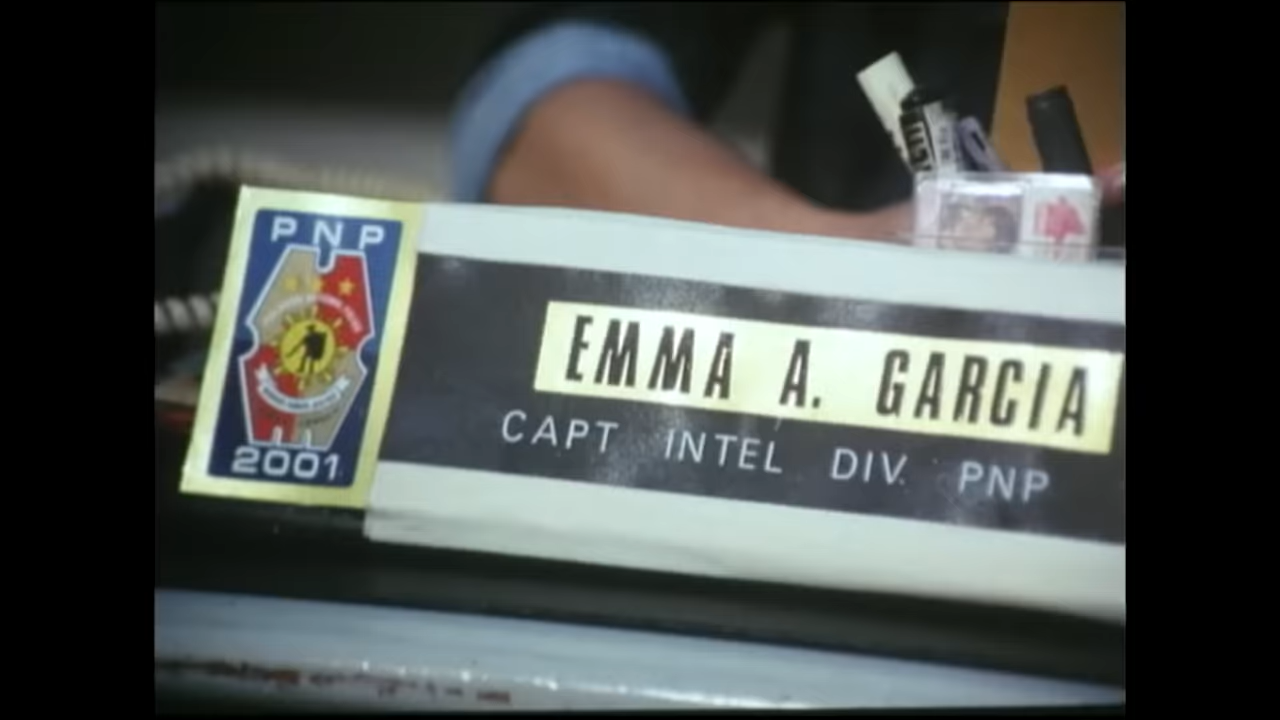 PNP
2001
EMMA A. GARCIA
CAPT INTEL DIV. PNP